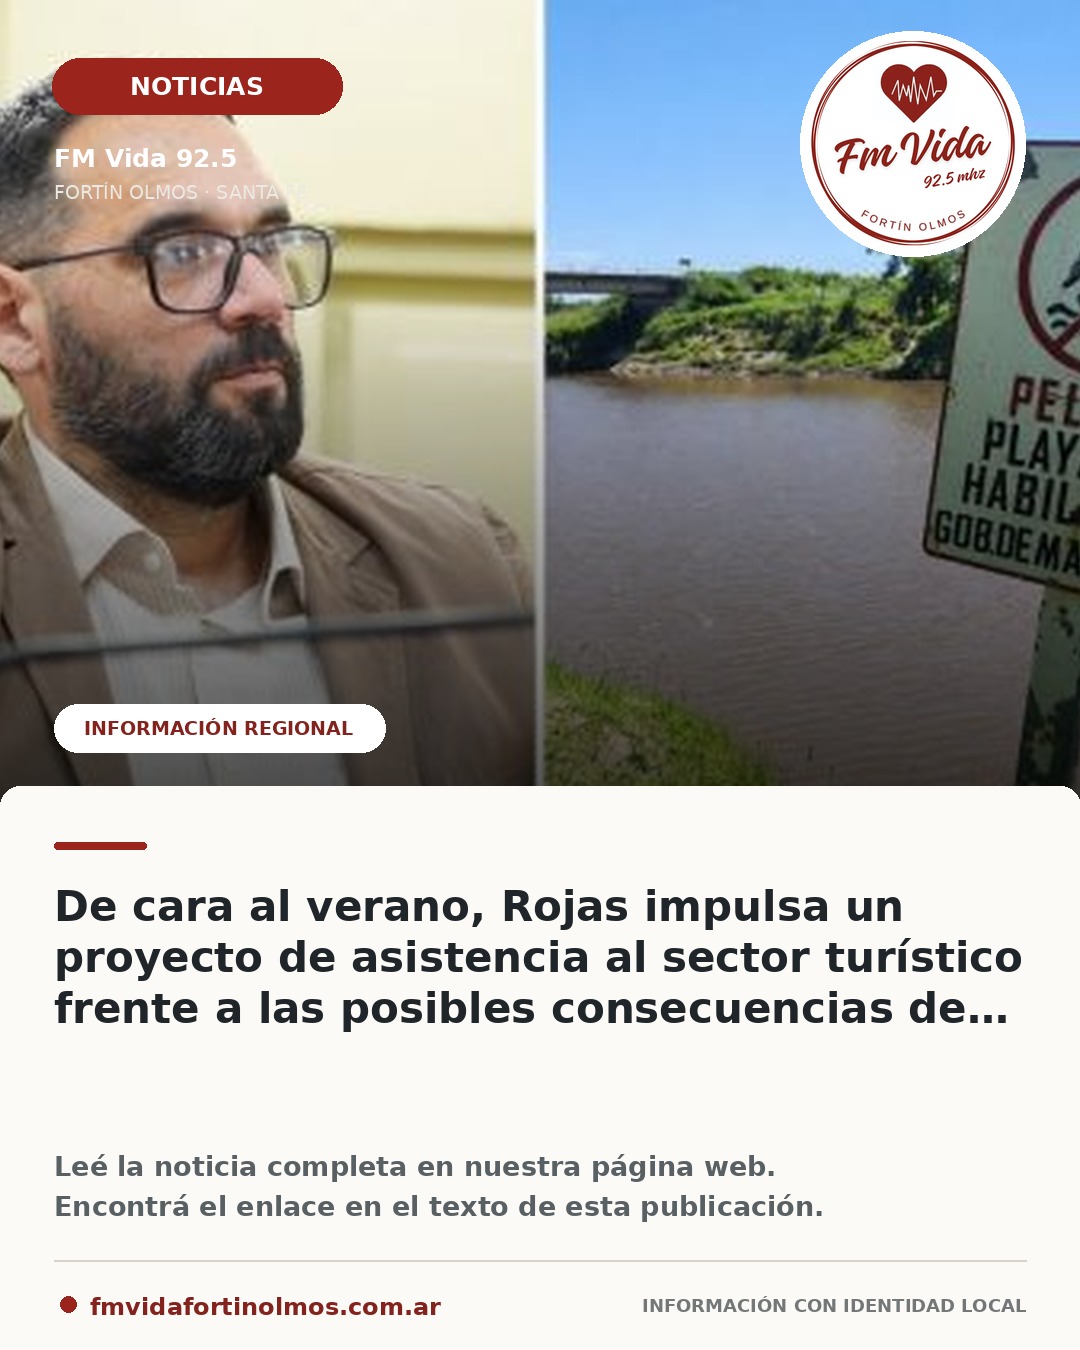 NOTICIAS
FM Vida 92.5
FORTÍN OLMOS · SANTA
Fm Vida
92.5 mhz
FORTÍN OLMOS
PEL
PLAY
HABIL
GOB.DE MA
INFORMACIÓN REGIONAL
De cara al verano, Rojas impulsa un
proyecto de asistencia al sector turístico
frente a las posibles consecuencias de...
Leé la noticia completa en nuestra página web.
Encontrá el enlace en el texto de esta publicación.
fmvidafortinolmos.com.ar
INFORMACIÓN CON IDENTIDAD LOCAL